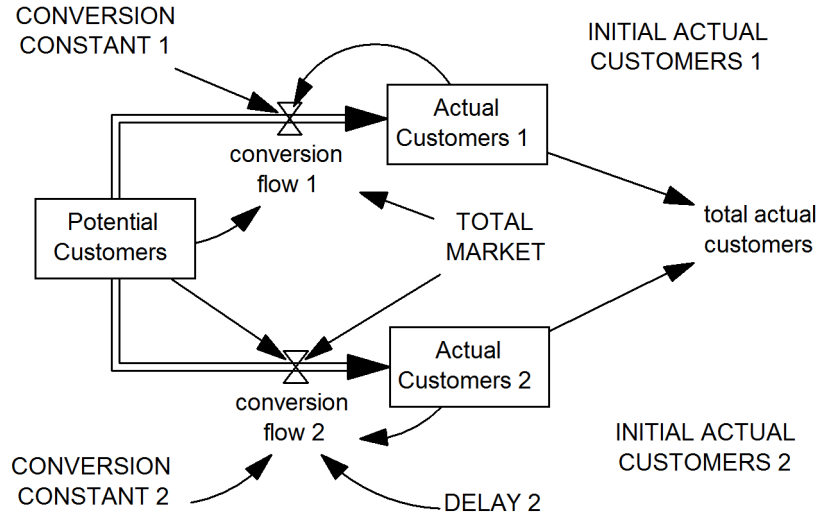 CONVERSION
CONSTANT 1
INITIAL ACTUAL
CUSTOMERS 1
Actual
Customers 1
conversion
flow 1
Potential
Customers
TOTAL
MARKET
total actual
customers
Actual
Customers 2
conversion
flow 2
INITIAL ACTUAL
CUSTOMERS 2
CONVERSION
CONSTANT 2
DELAY 2